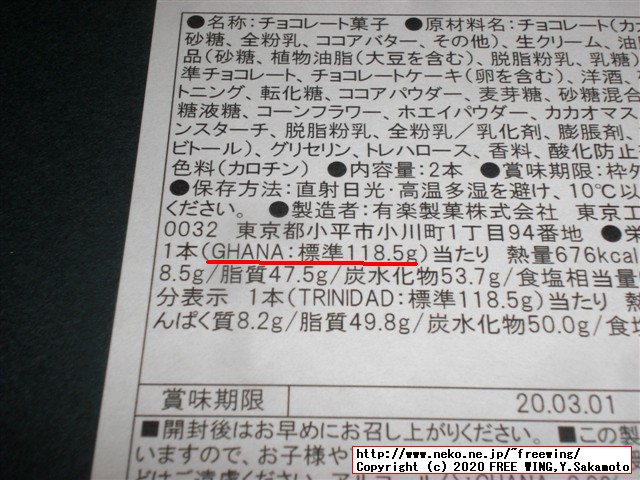 ●名称:チョコレート菓子 ●原材料名:チョコレート(カカ
砂糖、全粉乳、ココアバター、その他)、生クリーム、油
品(砂糖、植物油脂(大豆を含む)、脱脂粉乳、乳糖)
準チョコレート、チョコレートケーキ(卵を含む)、洋酒、
トニング、転化糖、ココアパウダー、麦芽糖、砂糖混合
糖液糖、コーンフラワー、ホエイパウダー、カカオマス
ンスターチ、脱脂粉乳、全粉乳/乳化剤、膨脹剤、
ビトール)、グリセリン、トレハロース、香料、酸化防止
色料(カロチン) ●内容量:2本 ●賞味期限:枠外
●保存方法:直射日光・高温多湿を避け、10℃以
ください。 ●製造者:有楽製菓株式会社 東京工
0032 東京都小平市小川町1丁目94番地 ●栄
1本(GHANA:標準118.5g)当たり 熱量676kcal
8.5g/脂質47.5g/炭水化物53.7g/食塩相当量
分表示 1本(TRINIDAD:標準118.5g)当たり 熱
んぱく質8.2g/脂質49.8g/炭水化物50.0g/食塩
賞味期限 20.03.01
■開封後はお早めにお召し上がりください。 ■この製
いますので、お子様や
http://www.neko.ne.jp/~freewing/
Copyright (c) 2020 FREE WING,Y.Sakamoto